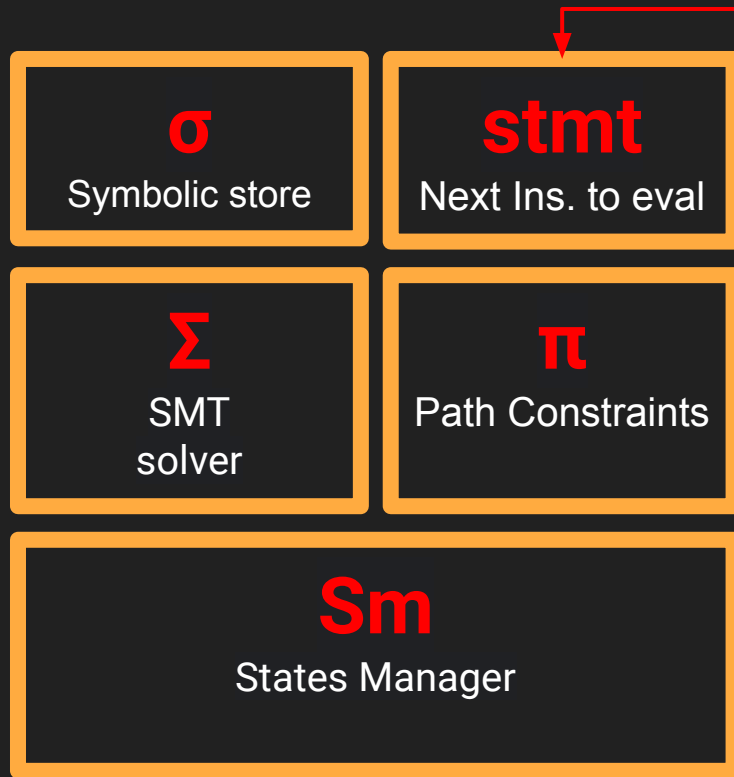 σ
Symbolic store
stmt
Next Ins. to eval
Σ
SMT
solver
π
Path Constraints
Sm
States Manager